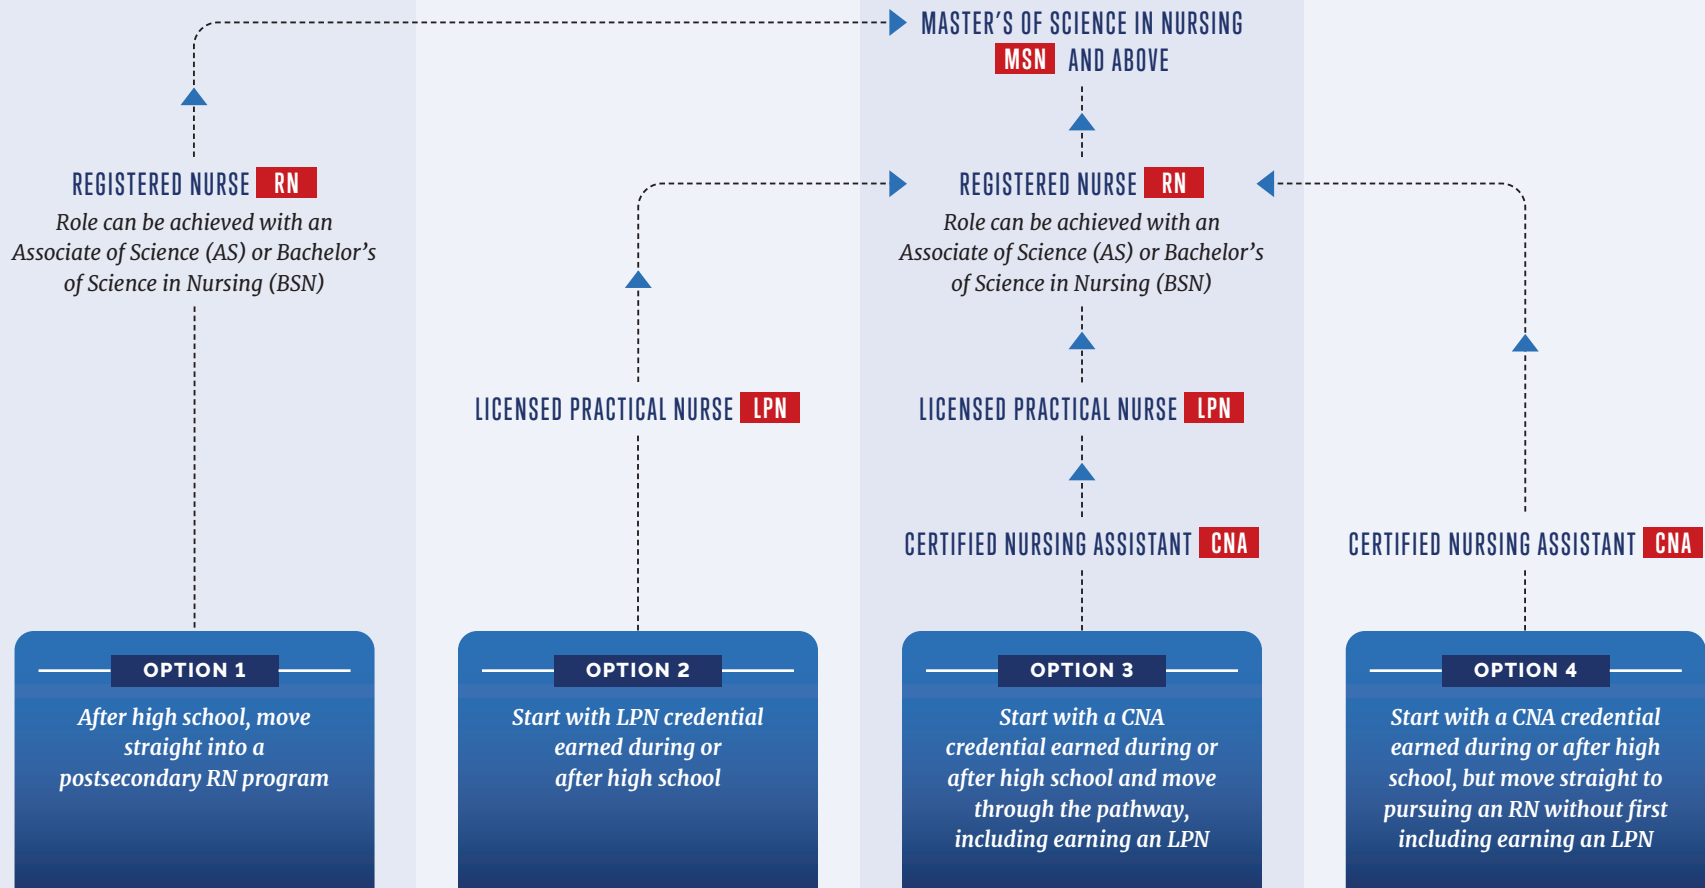 MASTER'S OF SCIENCE IN NURSING
MSN AND ABOVE
REGISTERED NURSE RN
Role can be achieved with an
Associate of Science (AS) or Bachelor's
of Science in Nursing (BSN)
REGISTERED NURSE RN
Role can be achieved with an
Associate of Science (AS) or Bachelor's
of Science in Nursing (BSN)
LICENSED PRACTICAL NURSE LPN
LICENSED PRACTICAL NURSE LPN
CERTIFIED NURSING ASSISTANT CNA
CERTIFIED NURSING ASSISTANT CNA
OPTION 1
After high school, move
straight into a
postsecondary RN program
OPTION 2
Start with LPN credential
earned during or
after high school
OPTION 3
Start with a CNA
credential earned during or
after high school and move
through the pathway,
including earning an LPN
OPTION 4
Start with a CNA credential
earned during or after high
school, but move straight to
pursuing an RN without first
including earning an LPN